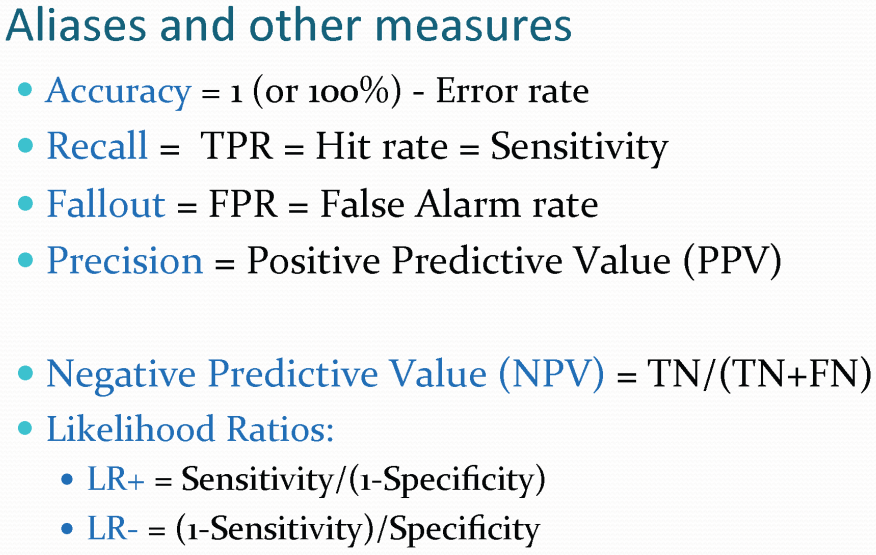 Aliases and other measures
• Accuracy = 1 (or 100%) - Error rate
• Recall = TPR = Hit rate = Sensitivity
• Fallout = FPR = False Alarm rate
• Precision = Positive Predictive Value (PPV)
• Negative Predictive Value (NPV) = TN/(TN+FN)
• Likelihood Ratios:
• LR+ = Sensitivity/(1-Specificity)
• LR- = (1-Sensitivity)/Specificity